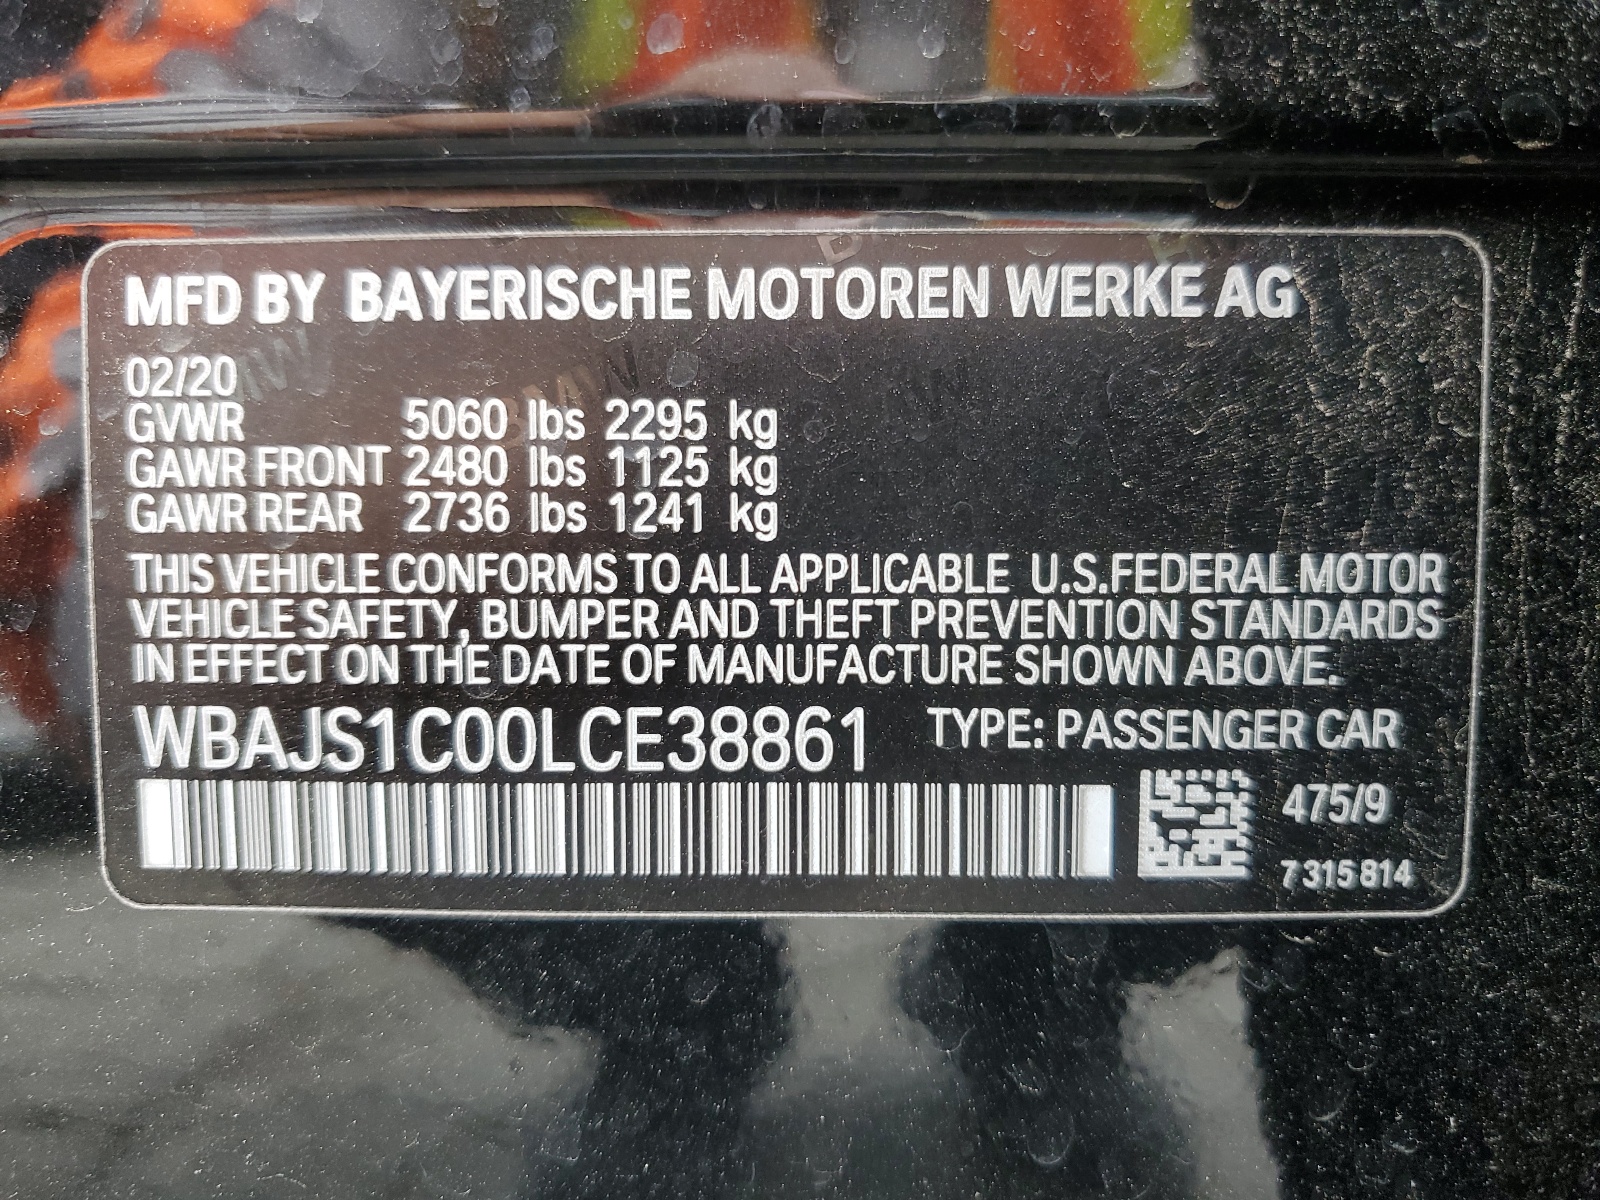 MFD BY BAYERISCHE MOTOREN WERKE AG
02/20
GVWR 5060 lbs 2295 kg
GAWR FRONT 2480 lbs 1125 kg
GAWR REAR 2736 lbs 1241 kg
THIS VEHICLE CONFORMS TO ALL APPLICABLE U.S.FEDERAL MOTOR
VEHICLE SAFETY, BUMPER AND THEFT PREVENTION STANDARDS
IN EFFECT ON THE DATE OF MANUFACTURE SHOWN ABOVE.
WBAJS1C00LCE38861 TYPE: PASSENGER CAR
475/9
7 315 814